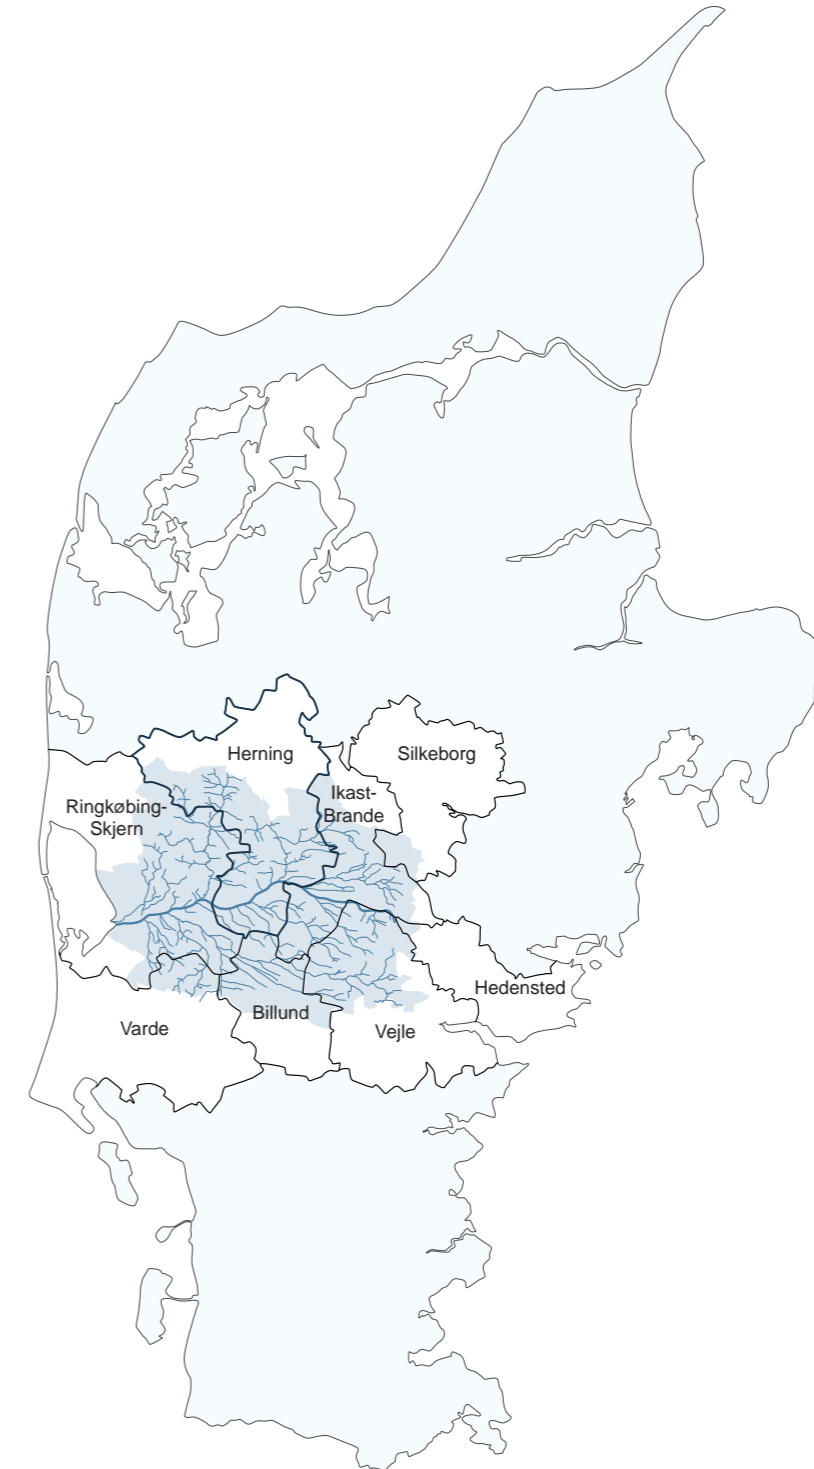 Herning
Silkeborg
Ikast-
Brande
Ringkøbing-
Skjern
Hedensted
Billund
Varde
Vejle